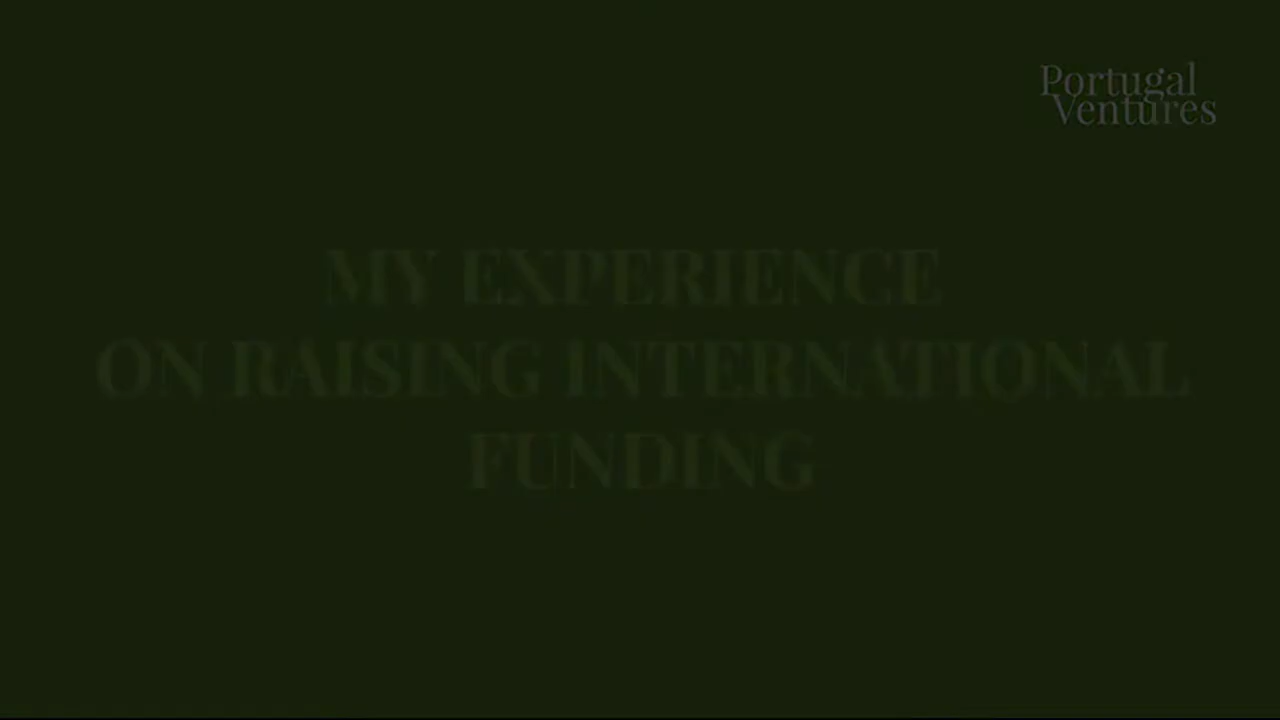 Portugal
Ventures
MY EXPERIENCE
ON RAISING INTERNATIONAL
FUNDING